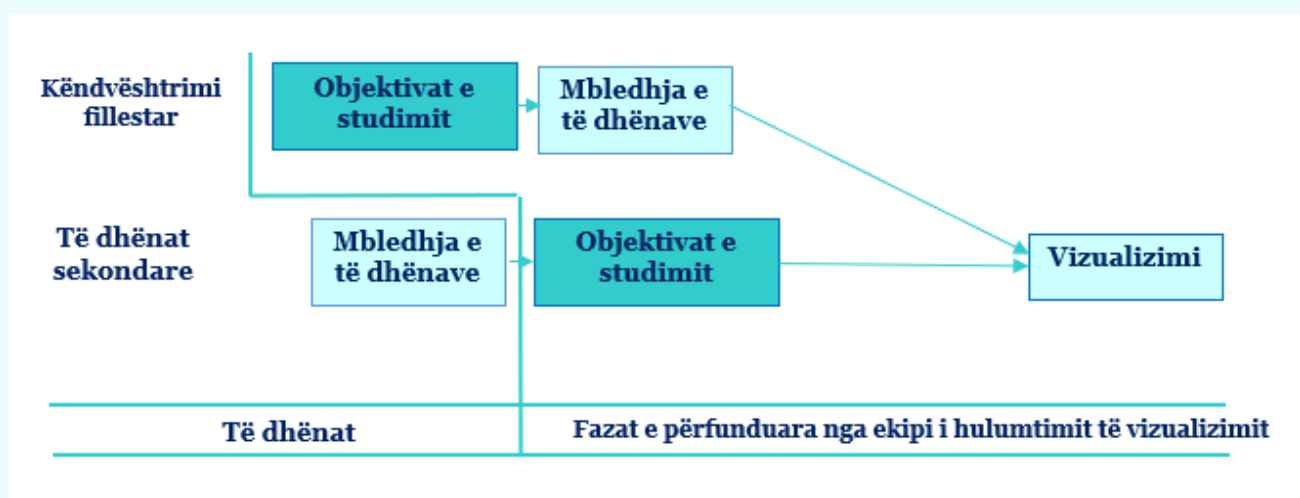 Këndvështrimi
fillestar
Objektivat e
studimit
Mbledhja e
të dhënave
Të dhënat
sekondare
Mbledhja e
të dhënave
Objektivat e
studimit
Vizualizimi
Të dhënat
Fazat e përfunduara nga ekipi i hulumtimit të vizualizimit